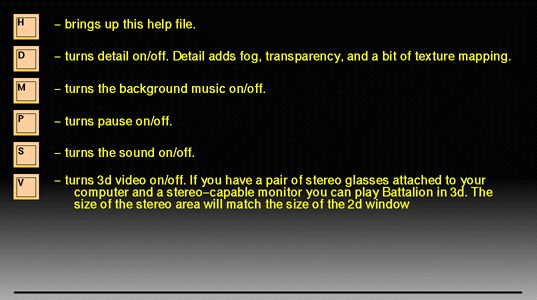 H – brings up this help file.
D – turns detail on/off. Detail adds fog, transparency, and a bit of texture mapping.
M – turns the background music on/off.
P – turns pause on/off.
S – turns the sound on/off.
V – turns 3d video on/off. If you have a pair of stereo glasses attached to your
computer and a stereo–capable monitor you can play Battalion in 3d. The
size of the stereo area will match the size of the 2d window